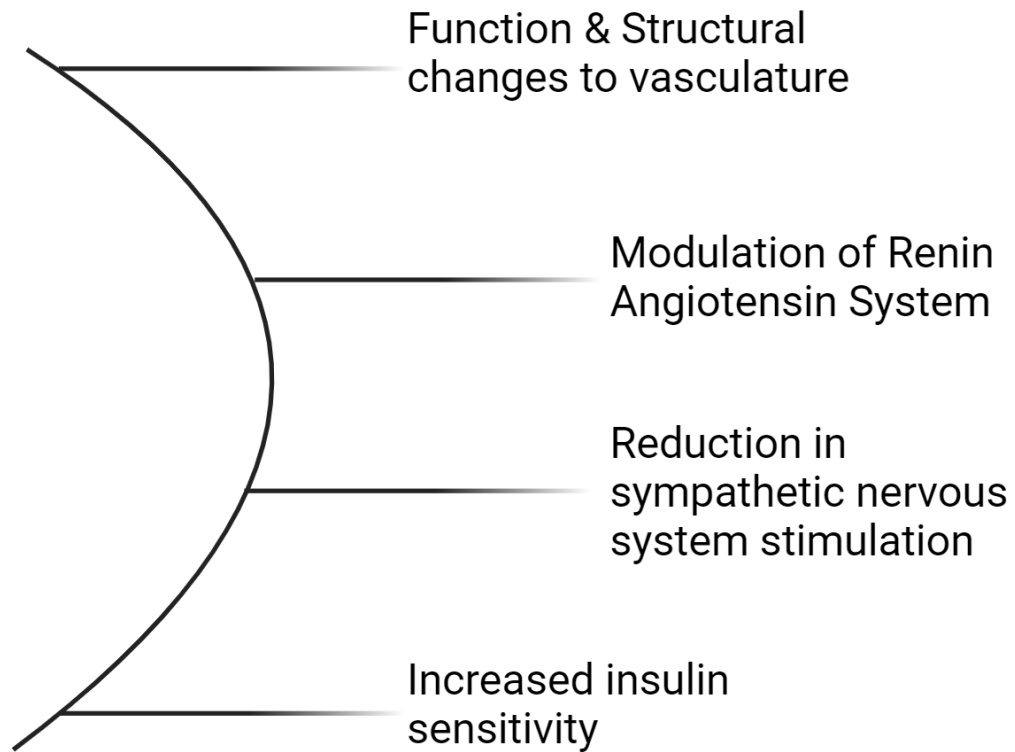 Function & Structural
changes to vasculature
Modulation of Renin
Angiotensin System
Reduction in
sympathetic nervous
system stimulation
Increased insulin
sensitivity